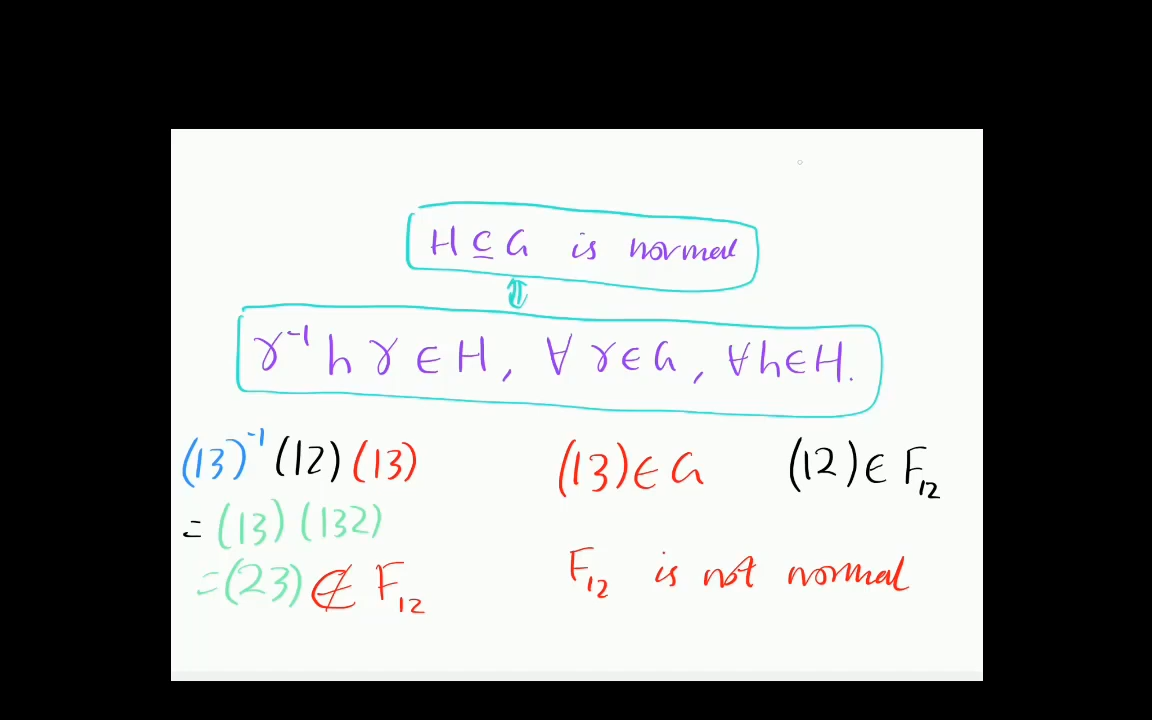 H ⊆ G is normal
⇕
γ⁻¹ h γ ∈ H, ∀ γ ∈ G, ∀ h ∈ H.
(13)⁻¹ (12) (13) (13) ∈ G (12) ∈ F₁₂
= (13) (132)
= (23) ∉ F₁₂ F₁₂ is not normal